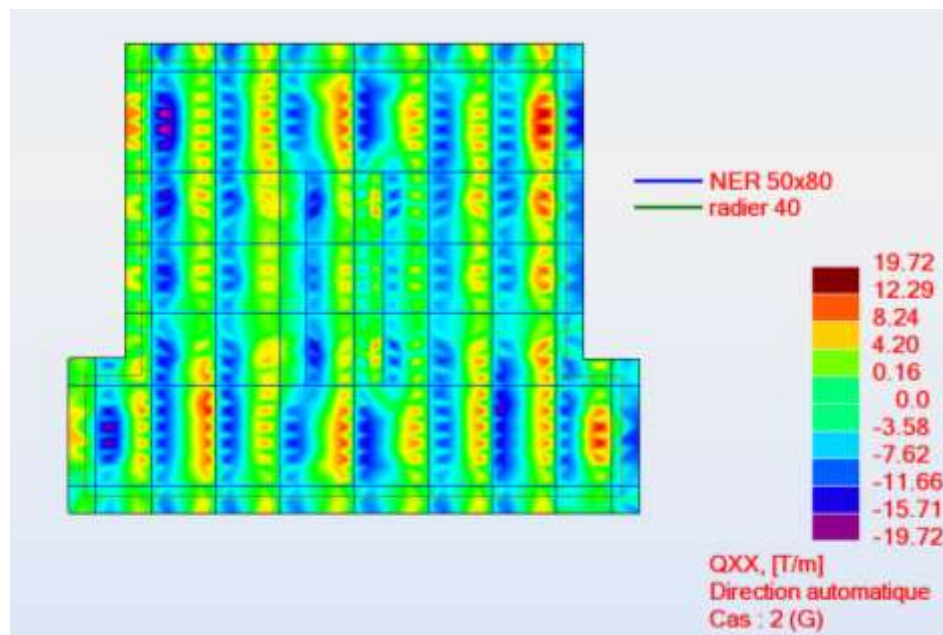 NER 50x80
radier 40
19.72
12.29
8.24
4.20
0.16
0.0
-3.58
-7.62
-11.66
-15.71
-19.72
QXX, [T/m]
Direction automatique
Cas : 2 (G)